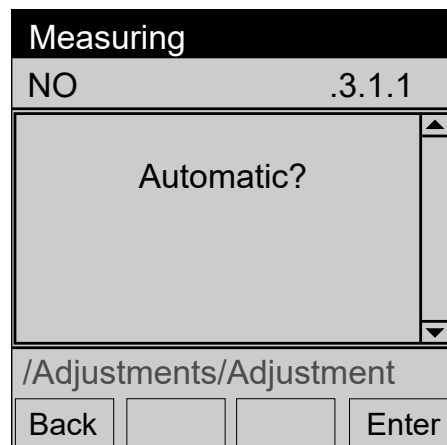 Measuring
NO .3.1.1
Automatic?
/Adjustments/Adjustment
Back Enter